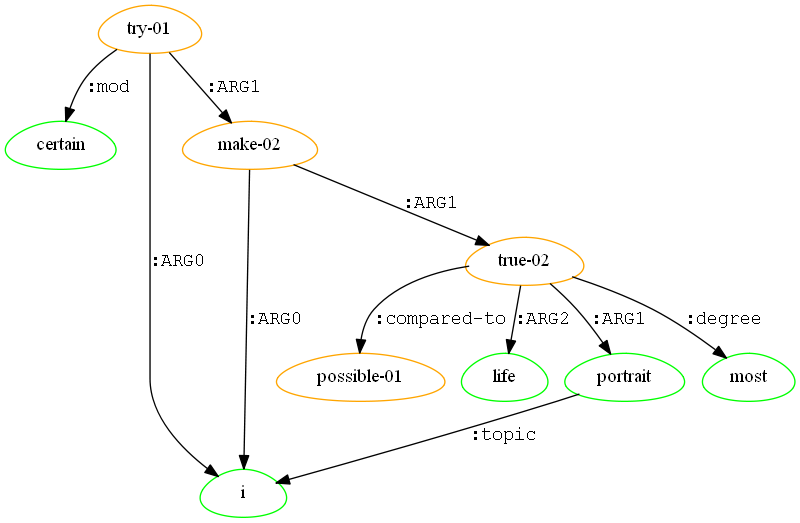 try-01
:mod
:ARG1
certain
make-02
:ARG1
:ARG0
true-02
:ARG0
:compared-to
:ARG2
:ARG1
:degree
possible-01
life
portrait
most
:topic
i